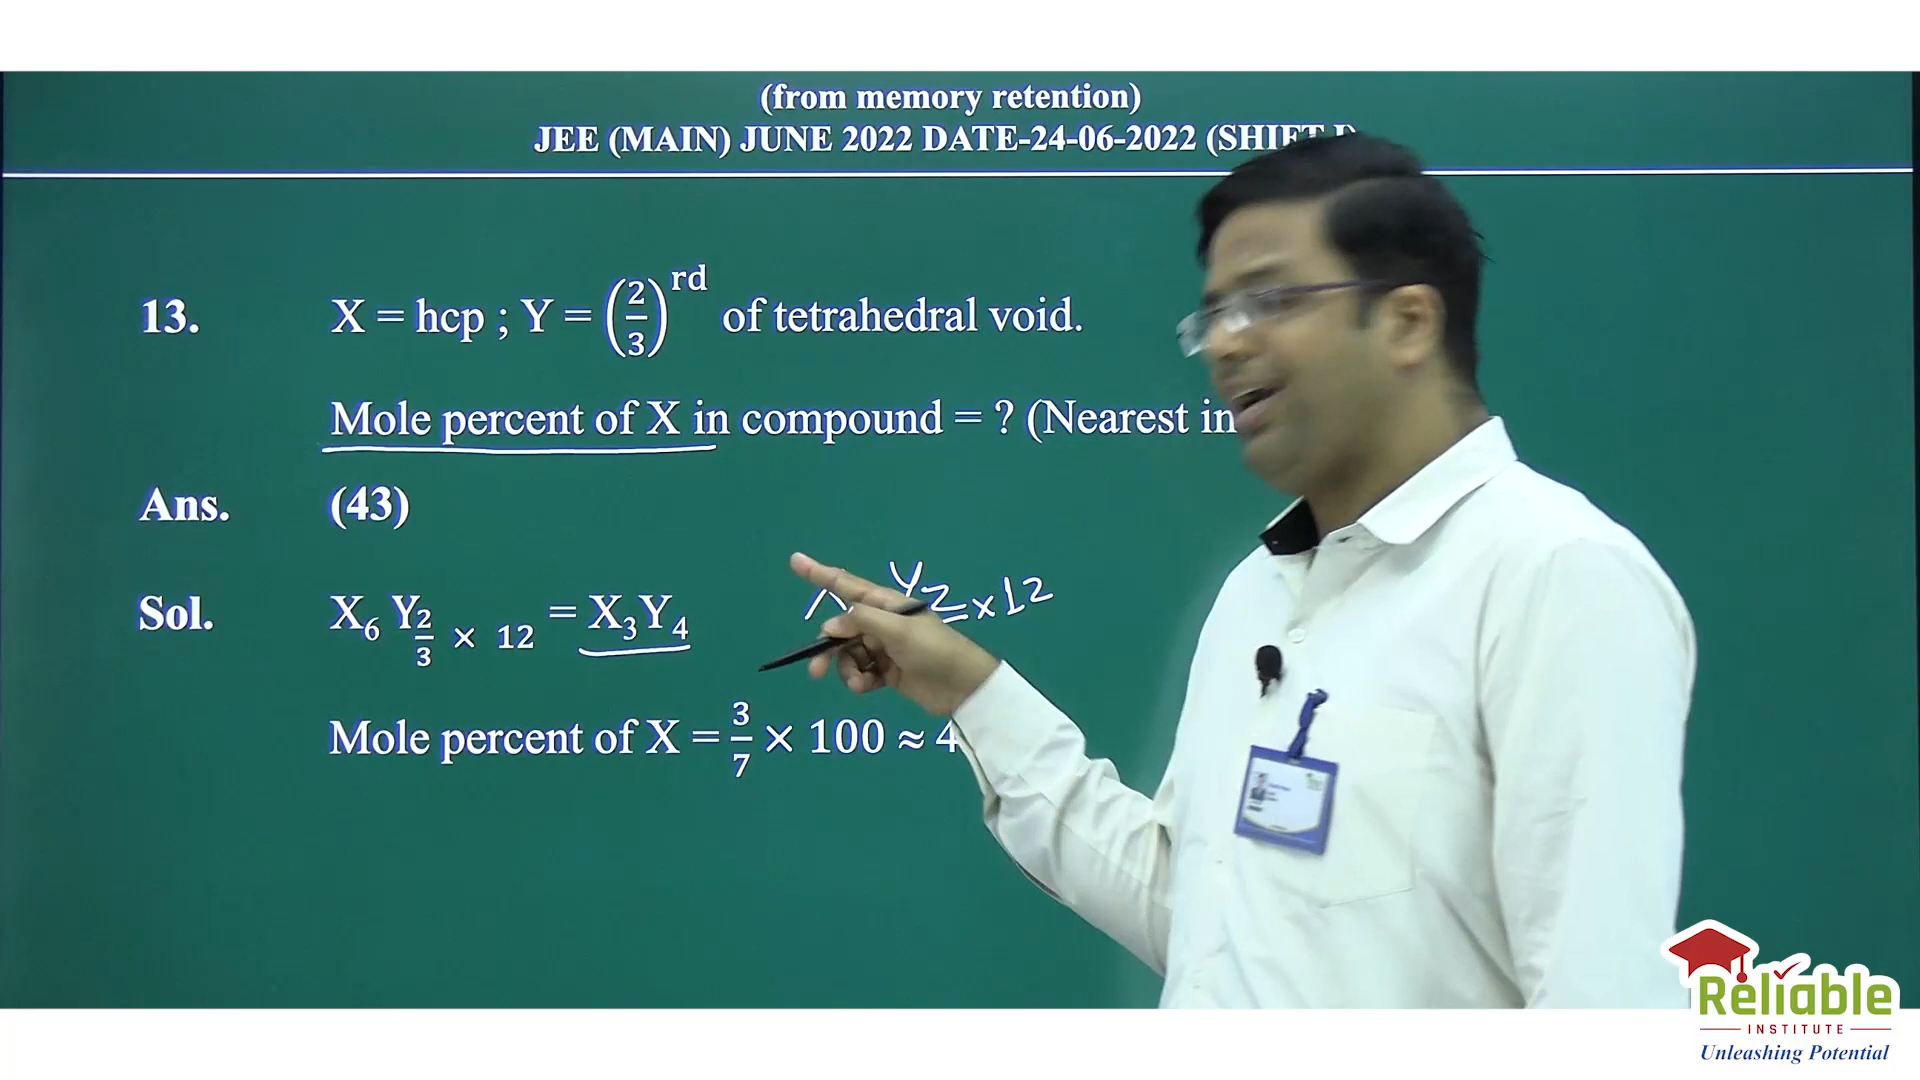 (from memory retention)
JEE (MAIN) JUNE 2022 DATE-24-06-2022 (SHIFT I)
13. X = hcp ; Y = (2/3)^rd of tetrahedral void.
Mole percent of X in compound = ? (Nearest in
Ans. (43)
Sol. X₆ Y_(2/3 × 12) = X₃Y₄
Y2 ×12
Mole percent of X = 3/7 × 100 ≈ 4
Reliable
INSTITUTE
Unleashing Potential